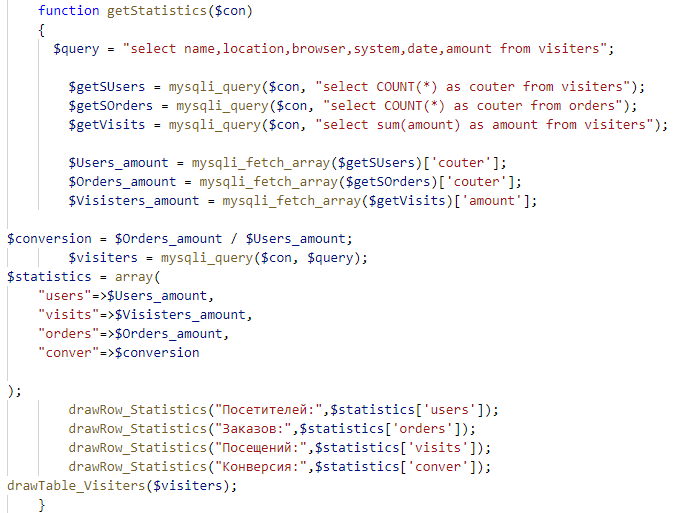 function getStatistics($con)
{
$query = "select name,location,browser,system,date,amount from visiters";
$getSUsers = mysqli_query($con, "select COUNT(*) as couter from visiters");
$getSOrders = mysqli_query($con, "select COUNT(*) as couter from orders");
$getVisits = mysqli_query($con, "select sum(amount) as amount from visiters");
$Users_amount = mysqli_fetch_array($getSUsers)['couter'];
$Orders_amount = mysqli_fetch_array($getSOrders)['couter'];
$Visisters_amount = mysqli_fetch_array($getVisits)['amount'];
$conversion = $Orders_amount / $Users_amount;
$visiters = mysqli_query($con, $query);
$statistics = array(
"users"=>$Users_amount,
"visits"=>$Visisters_amount,
"orders"=>$Orders_amount,
"conver"=>$conversion
);
drawRow_Statistics("Посетителей:",$statistics['users']);
drawRow_Statistics("Заказов:",$statistics['orders']);
drawRow_Statistics("Посещений:",$statistics['visits']);
drawRow_Statistics("Конверсия:",$statistics['conver']);
drawTable_Visiters($visiters);
}